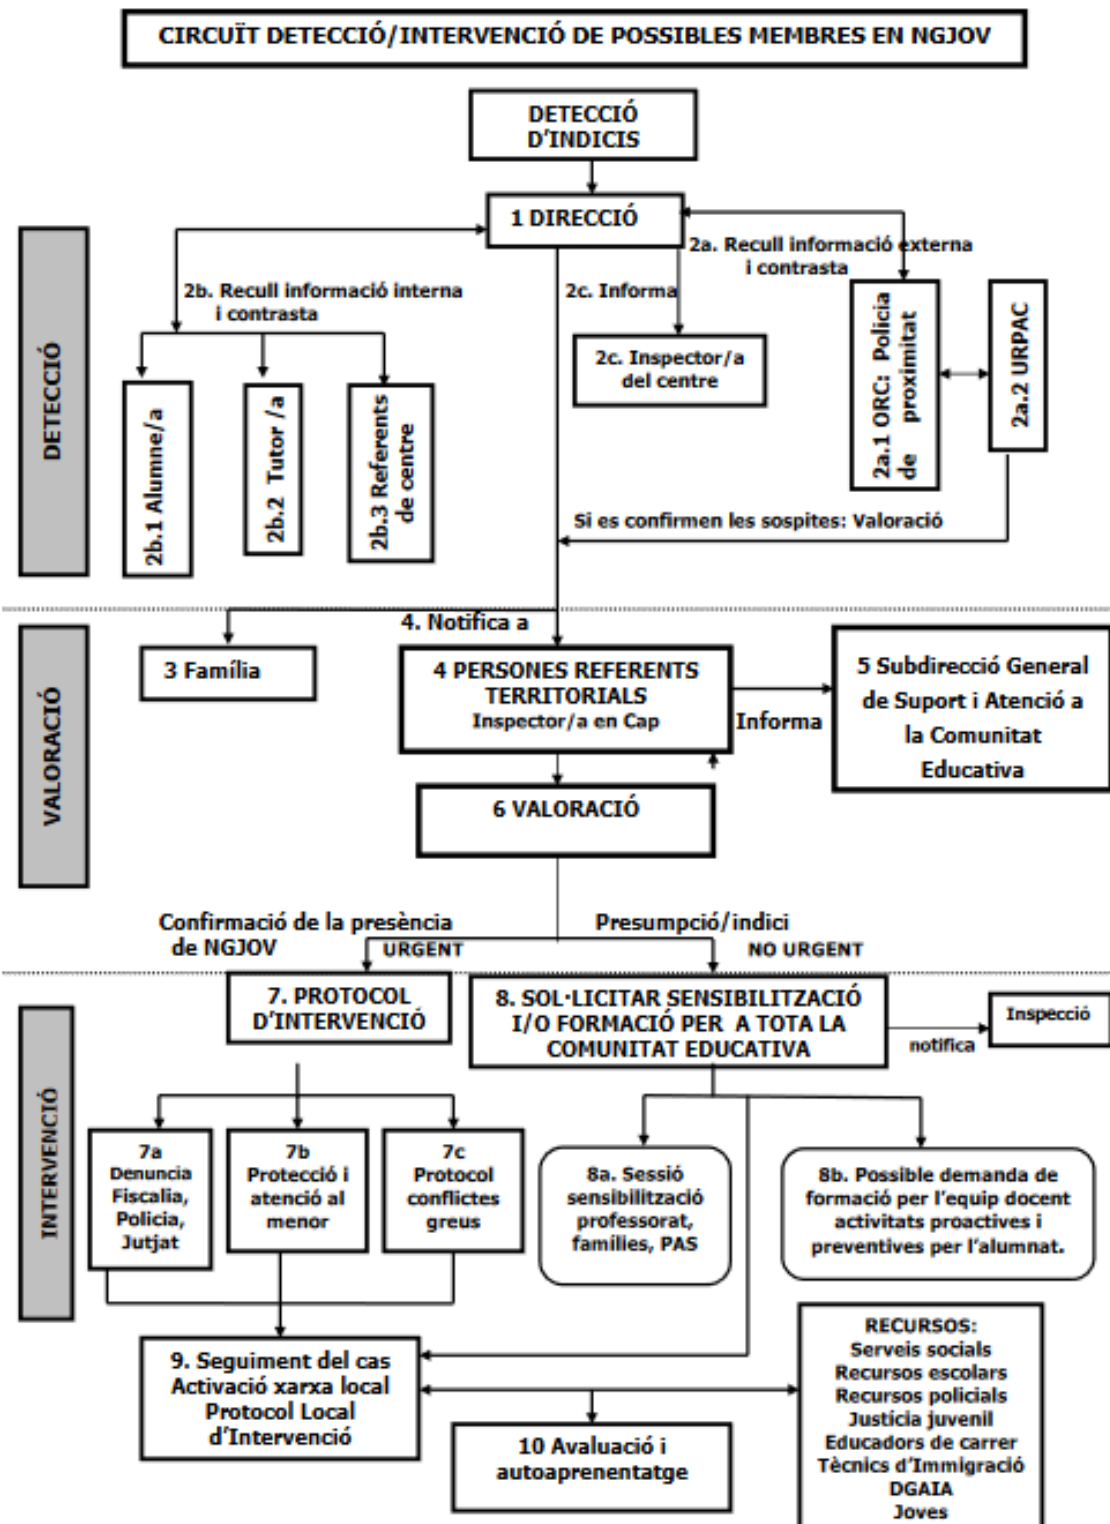 CIRCUÏT DETECCIÓ/INTERVENCIÓ DE POSSIBLES MEMBRES EN NGJOV
DETECCIÓ
D'INDICIS
1 DIRECCIÓ
2a. Recull informació externa
i contrasta
2b. Recull informació interna
i contrasta
2c. Informa
DETECCIÓ
2b.1 Alumne/a
2b.2 Tutor /a
2b.3 Referents
de centre
2c. Inspector/a
del centre
2a.1 ORC: Policia
de proximitat
2a.2 URPAC
Si es confirmen les sospites: Valoració
VALORACIÓ
4. Notifica a
3 Família
4 PERSONES REFERENTS
TERRITORIALS
Inspector/a en Cap
Informa
5 Subdirecció General
de Suport i Atenció a
la Comunitat
Educativa
6 VALORACIÓ
Confirmació de la presència
de NGJOV
URGENT
Presumpció/indici
NO URGENT
INTERVENCIÓ
7. PROTOCOL
D'INTERVENCIÓ
8. SOL·LICITAR SENSIBILITZACIÓ
I/O FORMACIÓ PER A TOTA LA
COMUNITAT EDUCATIVA
notifica
Inspecció
7a
Denuncia
Fiscalia,
Policia,
Jutjat
7b
Protecció i
atenció al
menor
7c
Protocol
conflictes
greus
8a. Sessió
sensibilització
professorat,
famílies, PAS
8b. Possible demanda de
formació per l'equip docent
activitats proactives i
preventives per l'alumnat.
9. Seguiment del cas
Activació xarxa local
Protocol Local
d'Intervenció
10 Avaluació i
autoaprenentatge
RECURSOS:
Serveis socials
Recursos escolars
Recursos policials
Justícia juvenil
Educadors de carrer
Tècnics d'Immigració
DGAIA
Joves